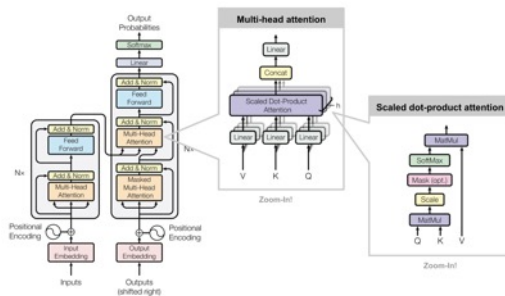 Output
Probabilities
Softmax
Linear
Add & Norm
Feed
Forward
Add & Norm
Multi-Head
Attention
Add & Norm
Masked
Multi-Head
Attention
N×
Add & Norm
Feed
Forward
Add & Norm
Multi-Head
Attention
N×
Positional
Encoding
Positional
Encoding
Input
Embedding
Output
Embedding
Inputs
Outputs
(shifted right)
Multi-head attention
Linear
Concat
Scaled Dot-Product
Attention
h
Linear
Linear
Linear
V
K
Q
Zoom-In!
Scaled dot-product attention
MatMul
SoftMax
Mask (opt.)
Scale
MatMul
Q
K
V
Zoom-In!